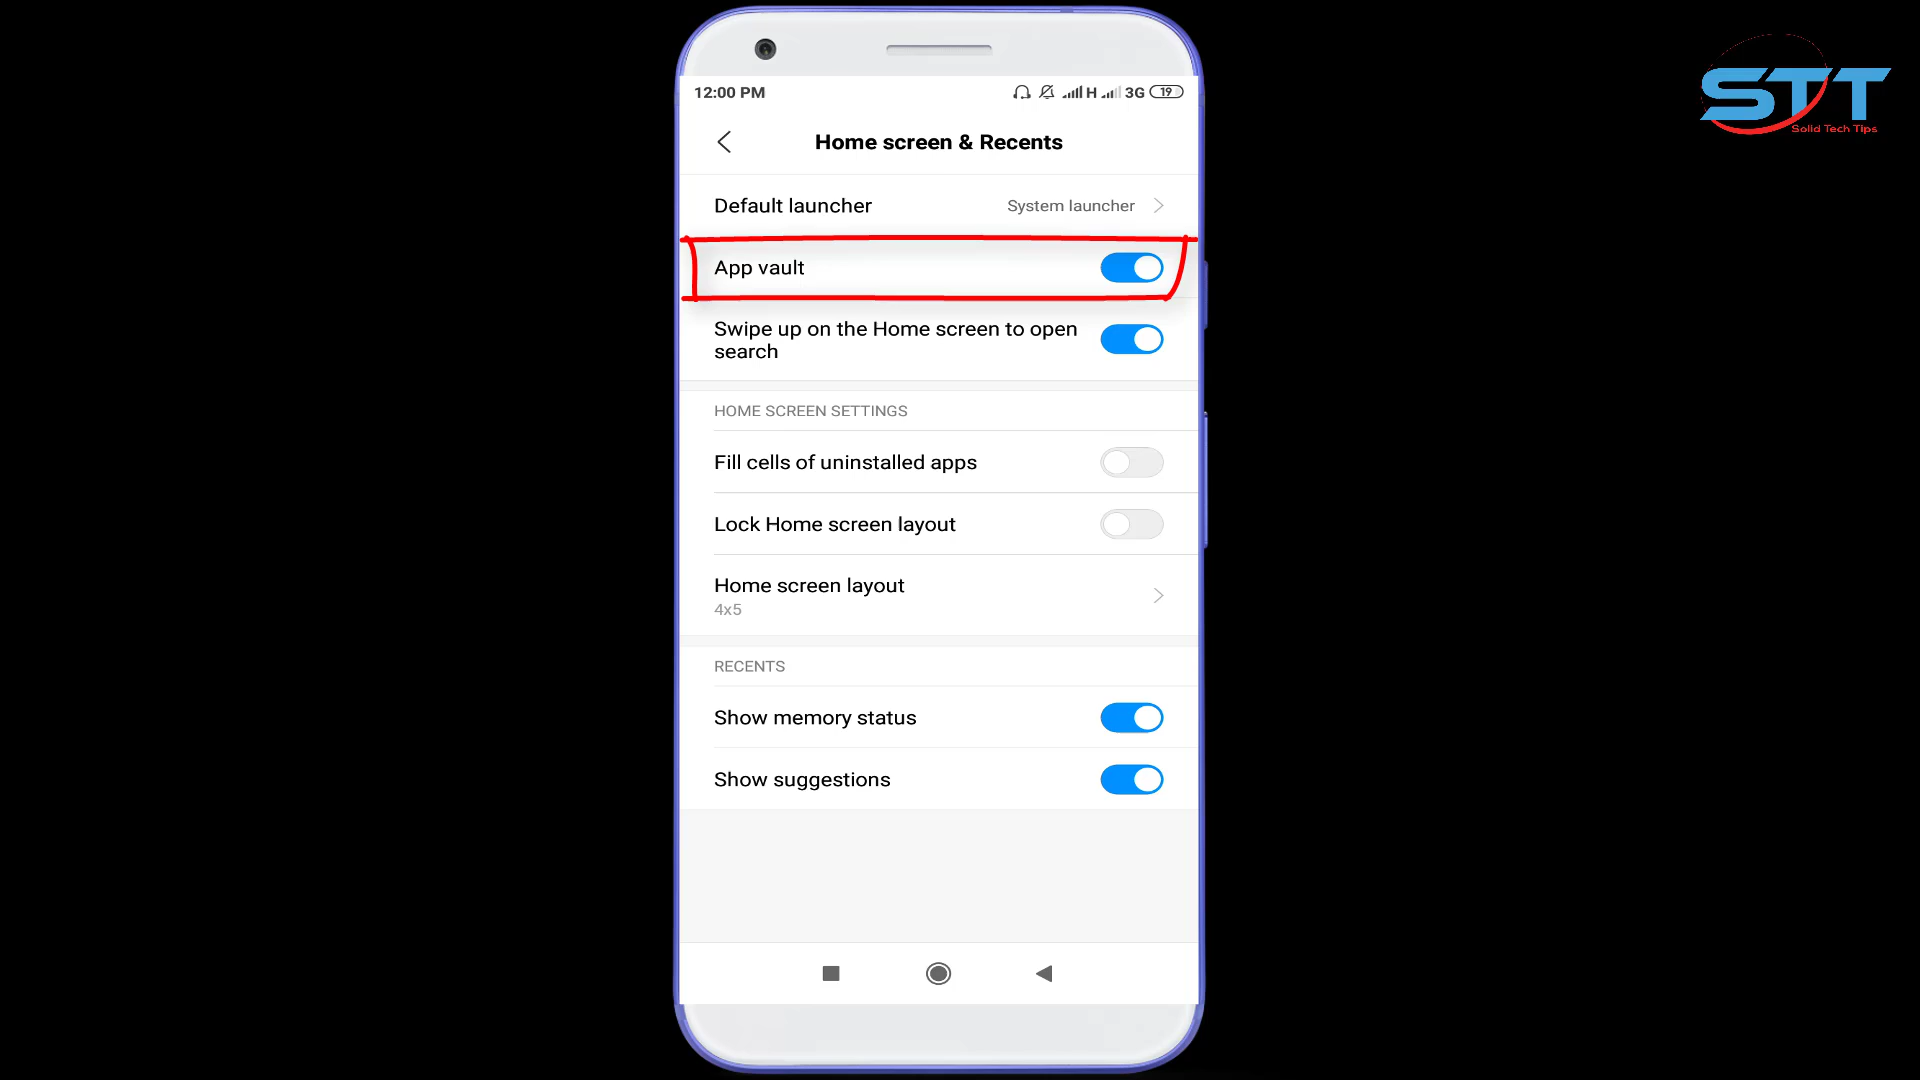 12:00 PM
H
3G
19
STT
Solid Tech Tips
Home screen & Recents
Default launcher
System launcher
App vault
Swipe up on the Home screen to open
search
HOME SCREEN SETTINGS
Fill cells of uninstalled apps
Lock Home screen layout
Home screen layout
4x5
RECENTS
Show memory status
Show suggestions